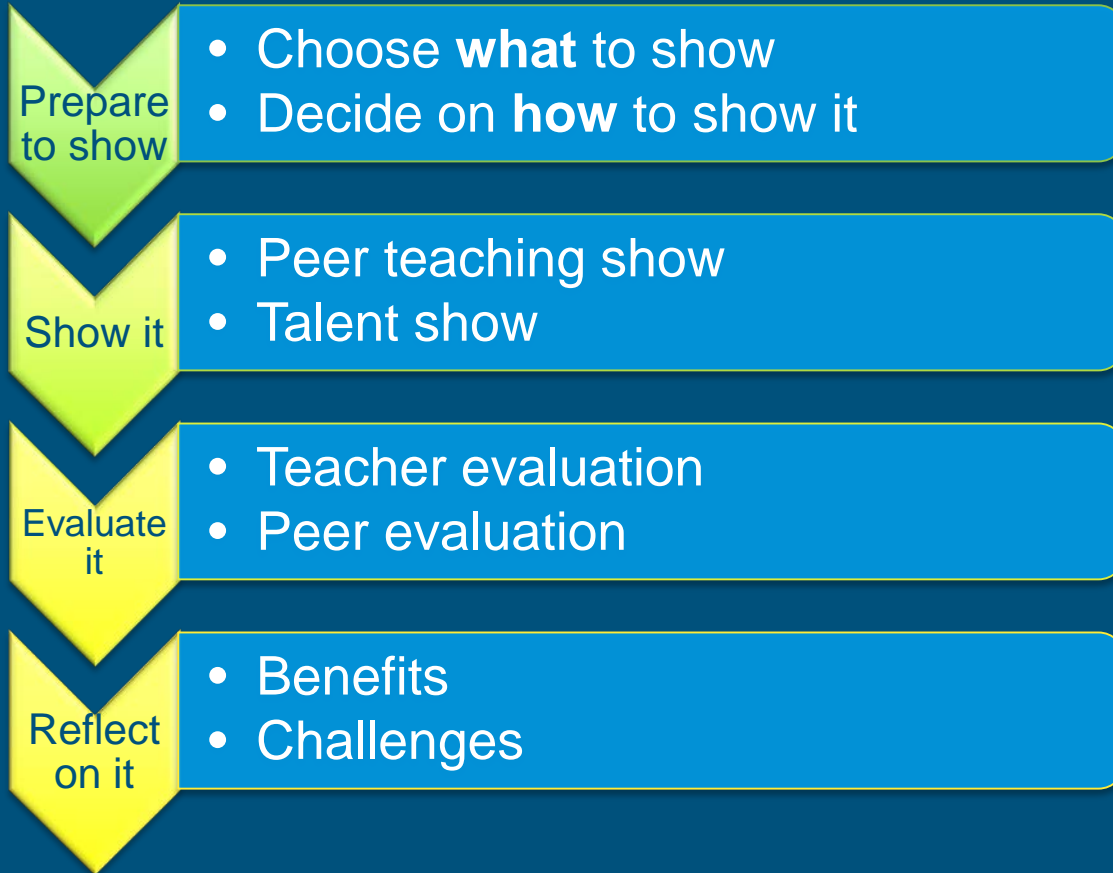 Prepare
to show
• Choose what to show
• Decide on how to show it
Show it
• Peer teaching show
• Talent show
Evaluate
it
• Teacher evaluation
• Peer evaluation
Reflect
on it
• Benefits
• Challenges